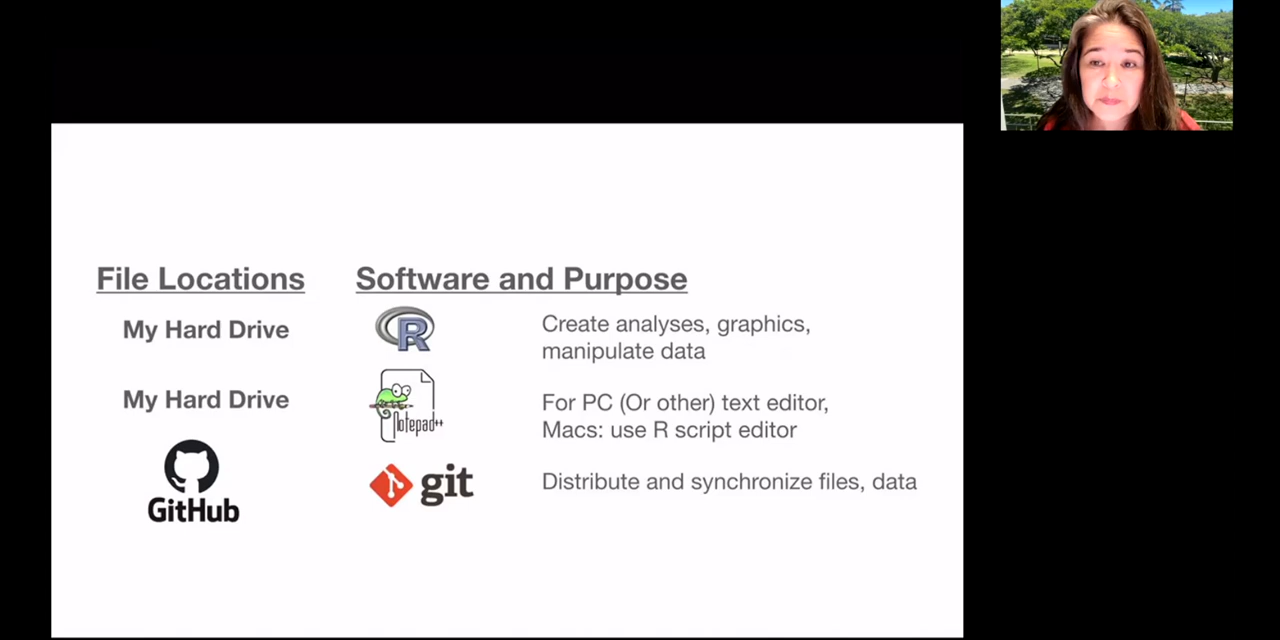 File Locations
Software and Purpose
My Hard Drive
R
Create analyses, graphics,
manipulate data
My Hard Drive
Notepad++
For PC (Or other) text editor,
Macs: use R script editor
GitHub
git
Distribute and synchronize files, data